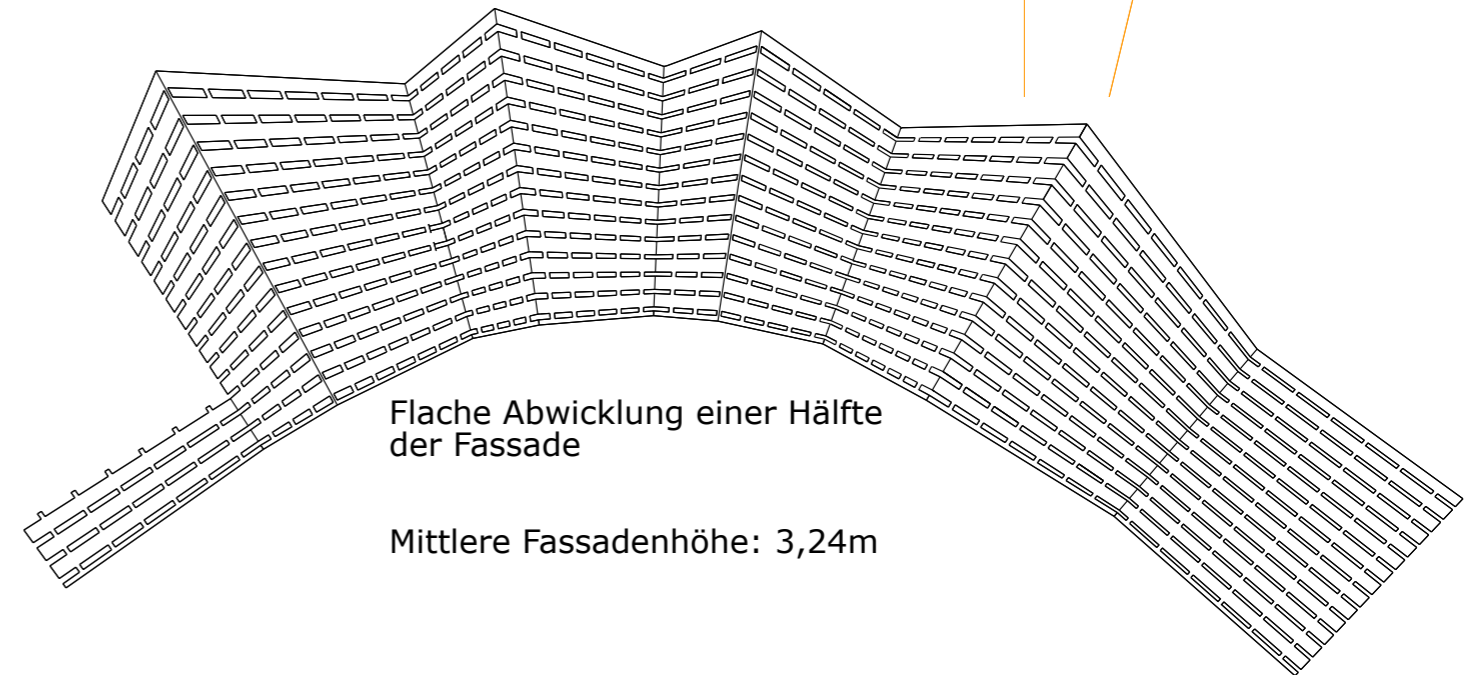 Flache Abwicklung einer Hälfte
der Fassade
Mittlere Fassadenhöhe: 3,24m